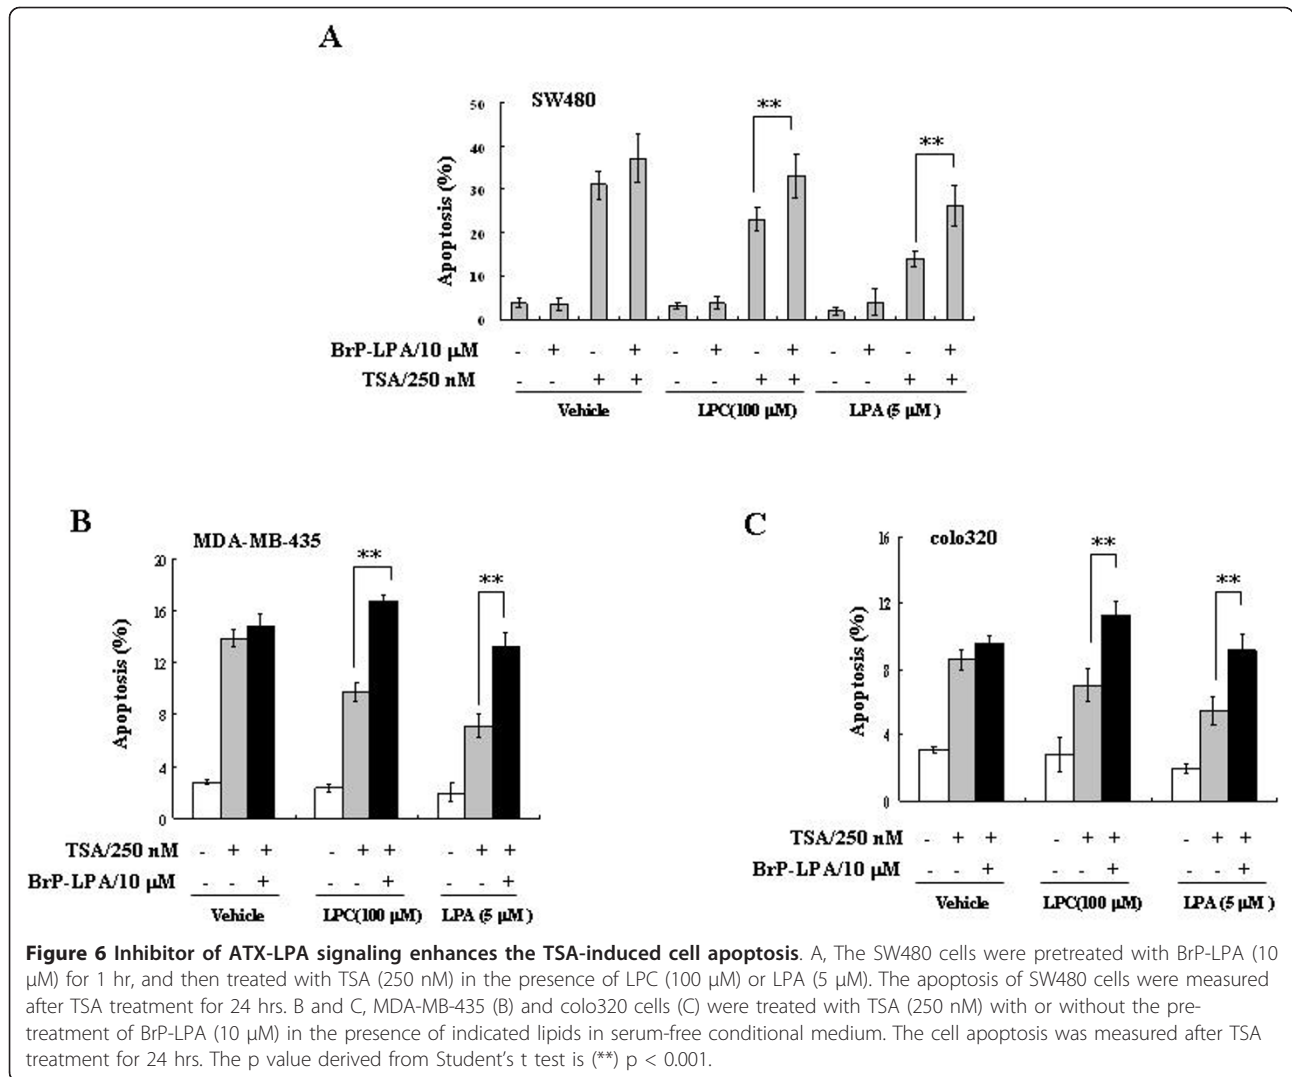 A
SW480
**
**
50
40
30
20
10
0
Apoptosis (%)
BrP-LPA/10 μM - + - + - + - + - + - +
TSA/250 nM - - + + - - + + - - + +
Vehicle LPC(100 μM) LPA (5 μM )
B
MDA-MB-435
**
**
20
16
12
8
4
0
Apoptosis (%)
TSA/250 nM - + + - + + - + +
BrP-LPA/10 μM - - + - - + - - +
Vehicle LPC(100 μM) LPA (5 μM )
C
colo320
**
**
16
12
8
4
0
Apoptosis (%)
TSA/250 nM - + + - + + - + +
BrP-LPA/10 μM - - + - - + - - +
Vehicle LPC(100 μM) LPA (5 μM )
Figure 6 Inhibitor of ATX-LPA signaling enhances the TSA-induced cell apoptosis. A, The SW480 cells were pretreated with BrP-LPA (10
μM) for 1 hr, and then treated with TSA (250 nM) in the presence of LPC (100 μM) or LPA (5 μM). The apoptosis of SW480 cells were measured
after TSA treatment for 24 hrs. B and C, MDA-MB-435 (B) and colo320 cells (C) were treated with TSA (250 nM) with or without the pre-
treatment of BrP-LPA (10 μM) in the presence of indicated lipids in serum-free conditional medium. The cell apoptosis was measured after TSA
treatment for 24 hrs. The p value derived from Student's t test is (**) p < 0.001.